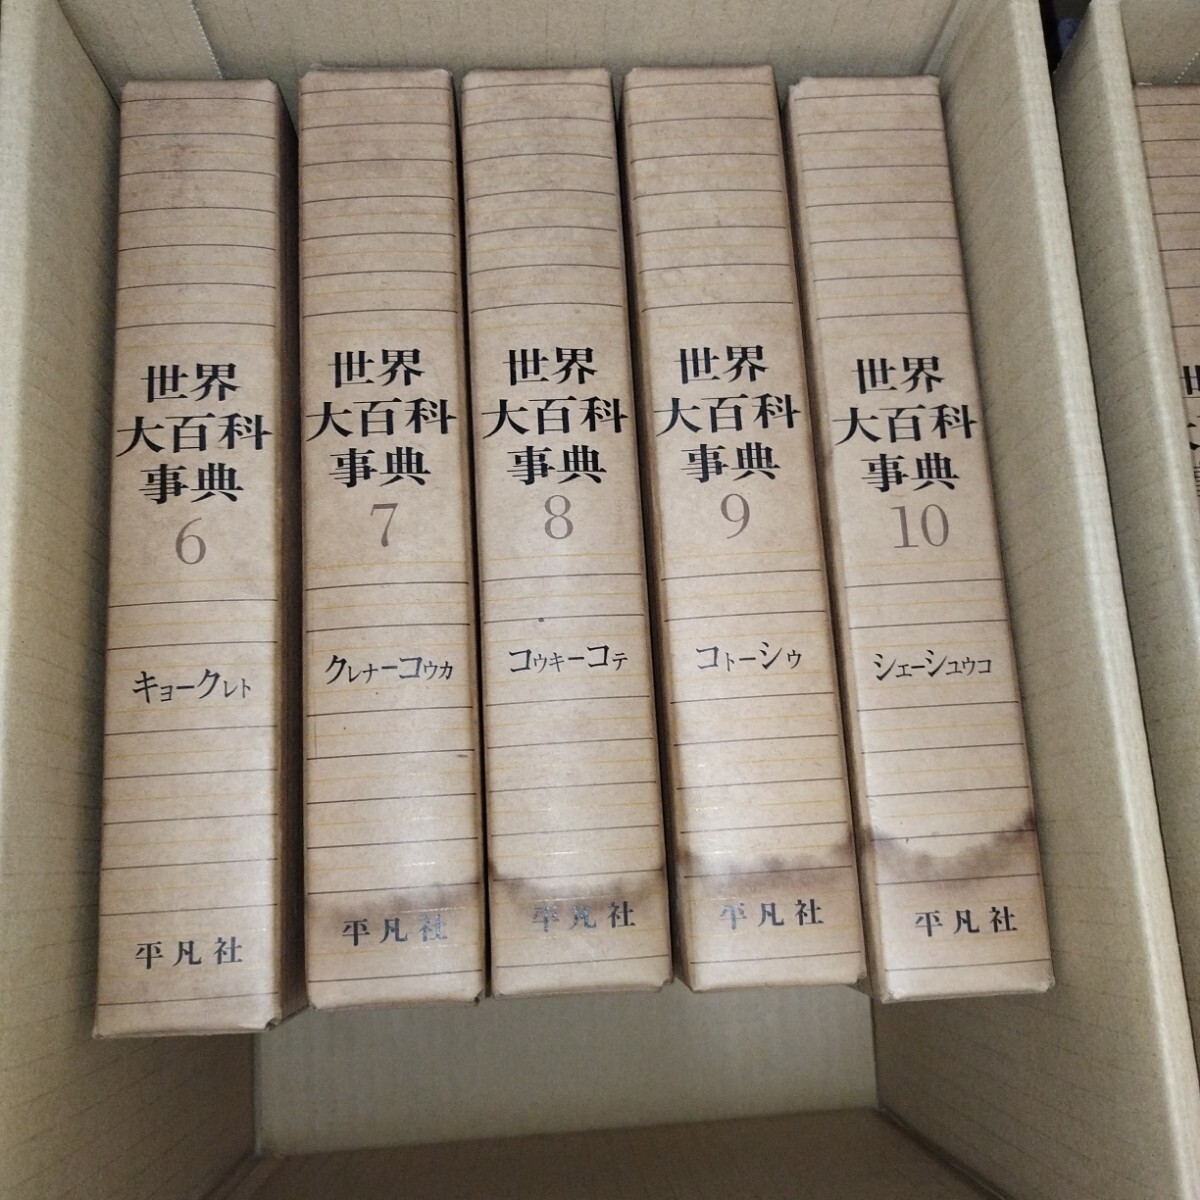 世界
大百科
事典
6
キョークレト
平凡社
世界
大百科
事典
7
クレナーコウカ
平凡社
世界
大百科
事典
8
コウキーコテ
平凡社
世界
大百科
事典
9
コトーシゥ
平凡社
世界
大百科
事典
10
シェーシユウコ
平凡社